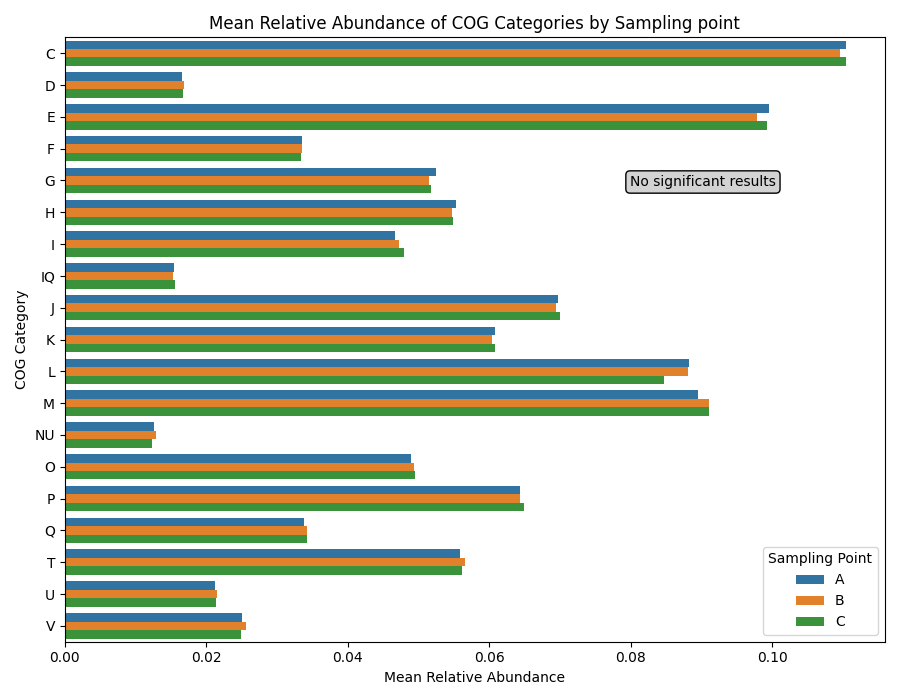 Mean Relative Abundance of COG Categories by Sampling point
COG Category
C
D
E
F
G
H
I
IQ
J
K
L
M
NU
O
P
Q
T
U
V
No significant results
Sampling Point
A
B
C
0.00 0.02 0.04 0.06 0.08 0.10
Mean Relative Abundance